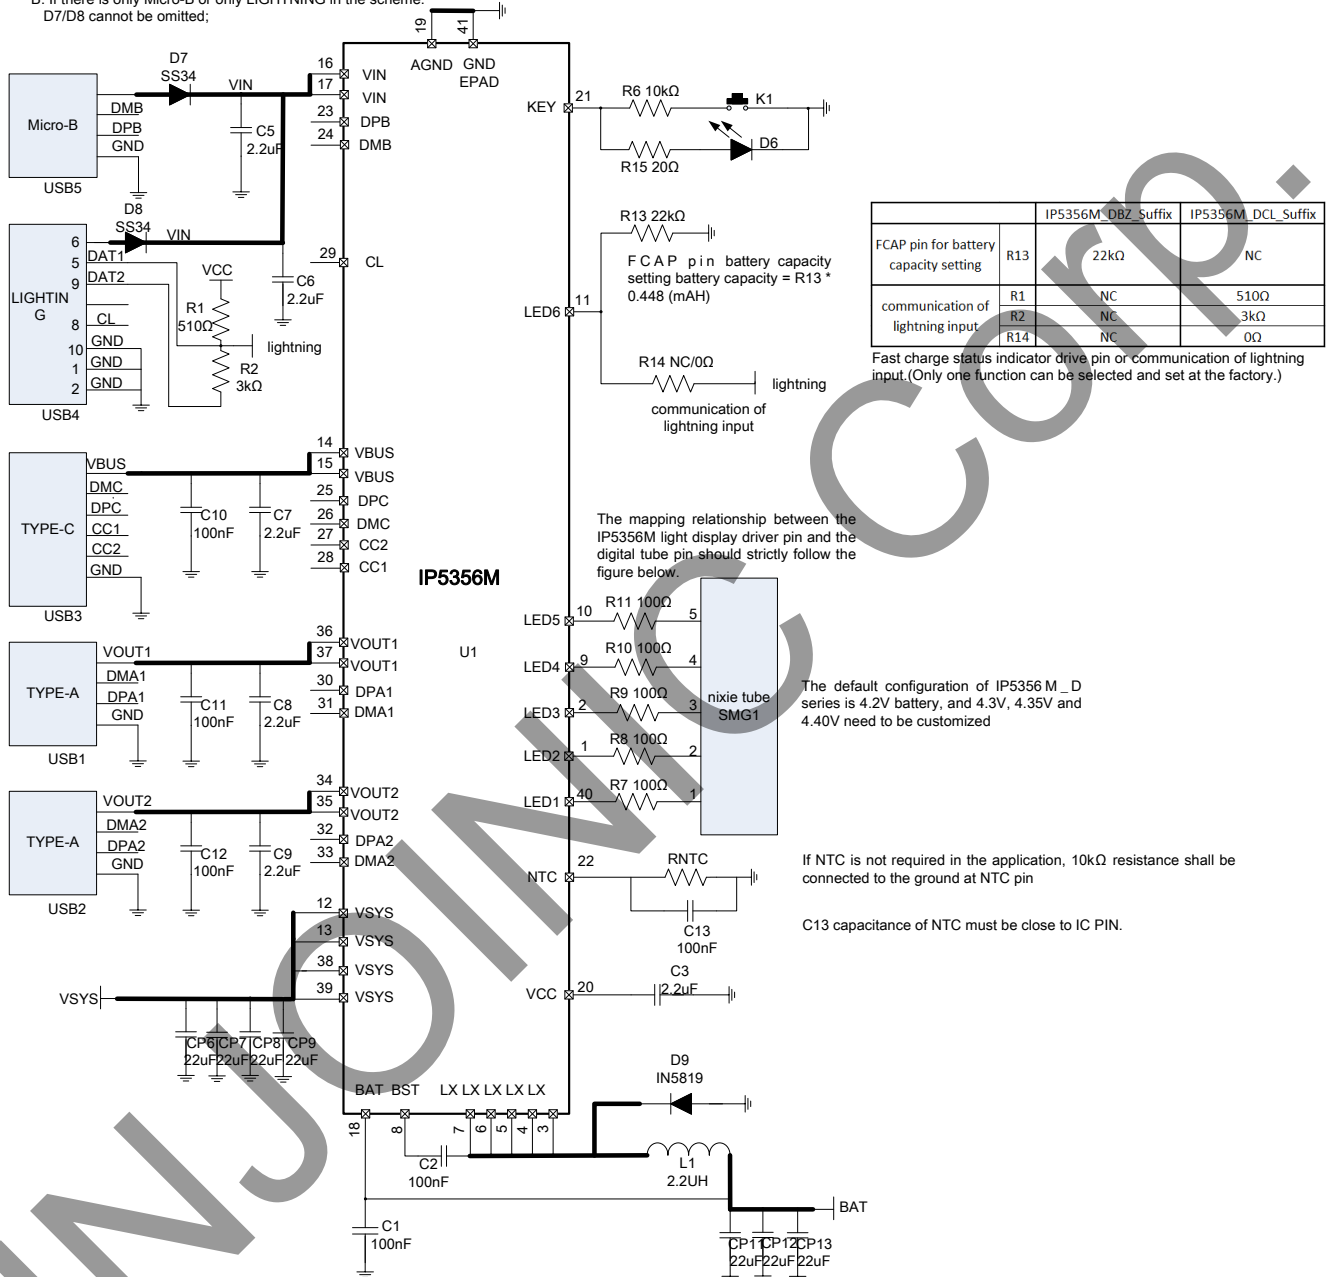 B: If there is only Micro-B or only LIGHTNING in the scheme.
D7/D8 cannot be omitted;
19
41
AGND
GND
EPAD
D7
SS34
VIN
16
VIN
17
VIN
23
DPB
24
DMB
Micro-B
DMB
DPB
GND
USB5
C5
2.2uF
D8
SS34
VIN
LIGHTIN
G
6
5
DAT1
9
DAT2
8
CL
10
GND
1
GND
2
GND
USB4
VCC
R1
510Ω
lightning
R2
3kΩ
C6
2.2uF
29
CL
TYPE-C
VBUS
DMC
DPC
CC1
CC2
GND
USB3
C10
100nF
C7
2.2uF
14
VBUS
15
VBUS
25
DPC
26
DMC
27
CC2
28
CC1
IP5356M
U1
TYPE-A
VOUT1
DMA1
DPA1
GND
USB1
C11
100nF
C8
2.2uF
36
VOUT1
37
VOUT1
30
DPA1
31
DMA1
TYPE-A
VOUT2
DMA2
DPA2
GND
USB2
C12
100nF
C9
2.2uF
34
VOUT2
35
VOUT2
32
DPA2
33
DMA2
12
VSYS
13
VSYS
38
VSYS
39
VSYS
VSYS
CP6 CP7 CP8 CP9
22uF 22uF 22uF 22uF
BAT BST LX LX LX LX LX
18
8
7
6
5
4
3
C2
100nF
C1
100nF
D9
IN5819
L1
2.2UH
BAT
CP11 CP12 CP13
22uF 22uF 22uF
KEY
21
R6 10kΩ
K1
D6
R15 20Ω
R13 22kΩ
FCAP pin battery capacity
setting battery capacity = R13 *
0.448 (mAH)
LED6
11
R14 NC/0Ω
lightning
communication of
lightning input
IP5356M_DBZ_Suffix IP5356M_DCL_Suffix
FCAP pin for battery
capacity setting
R13 22kΩ NC
communication of
lightning input
R1 NC 510Ω
R2 NC 3kΩ
R14 NC 0Ω
Fast charge status indicator drive pin or communication of lightning
input.(Only one function can be selected and set at the factory.)
The mapping relationship between the
IP5356M light display driver pin and the
digital tube pin should strictly follow the
figure below.
LED5 10 R11 100Ω 5
LED4 9 R10 100Ω 4
LED3 2 R9 100Ω 3
LED2 1 R8 100Ω 2
LED1 40 R7 100Ω 1
nixie tube
SMG1
The default configuration of IP5356M_D
series is 4.2V battery, and 4.3V, 4.35V and
4.40V need to be customized
NTC
22
RNTC
C13
100nF
If NTC is not required in the application, 10kΩ resistance shall be
connected to the ground at NTC pin
C13 capacitance of NTC must be close to IC PIN.
VCC
20
C3
2.2uF
INJOINIC Corp.